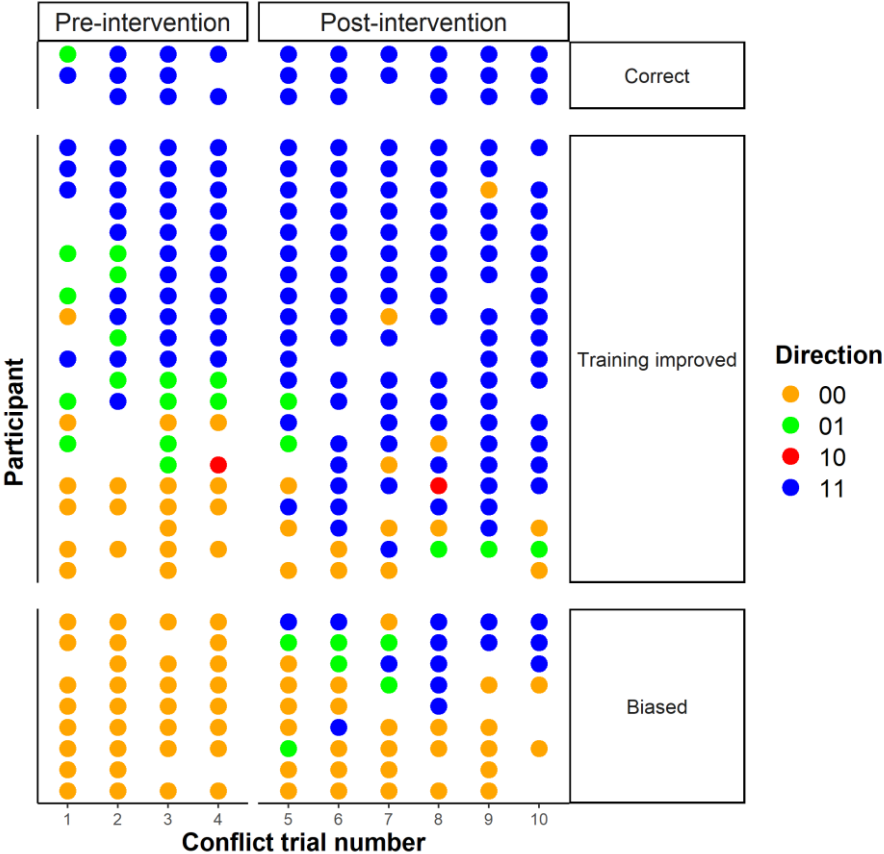 Pre-intervention
Post-intervention
Correct
Training improved
Biased
Participant
1 2 3 4 5 6 7 8 9 10
Conflict trial number
Direction
00
01
10
11